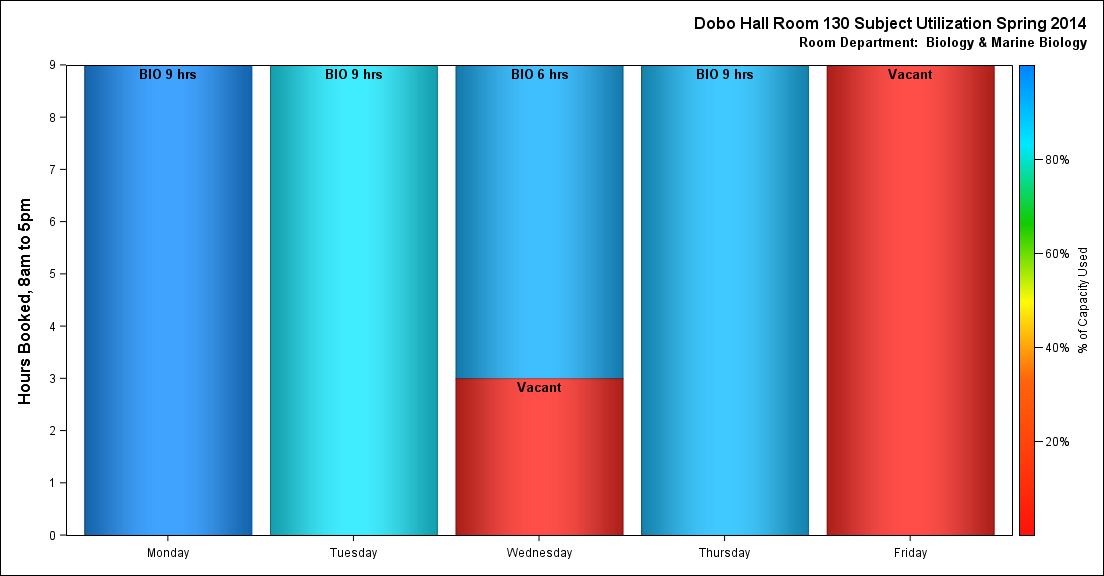 Dobo Hall Room 130 Subject Utilization Spring 2014
Room Department: Biology & Marine Biology
Hours Booked, 8am to 5pm
9
8
7
6
5
4
3
2
1
0
BIO 9 hrs
BIO 9 hrs
BIO 6 hrs
BIO 9 hrs
Vacant
Vacant
Monday
Tuesday
Wednesday
Thursday
Friday
80%
60%
40%
20%
% of Capacity Used